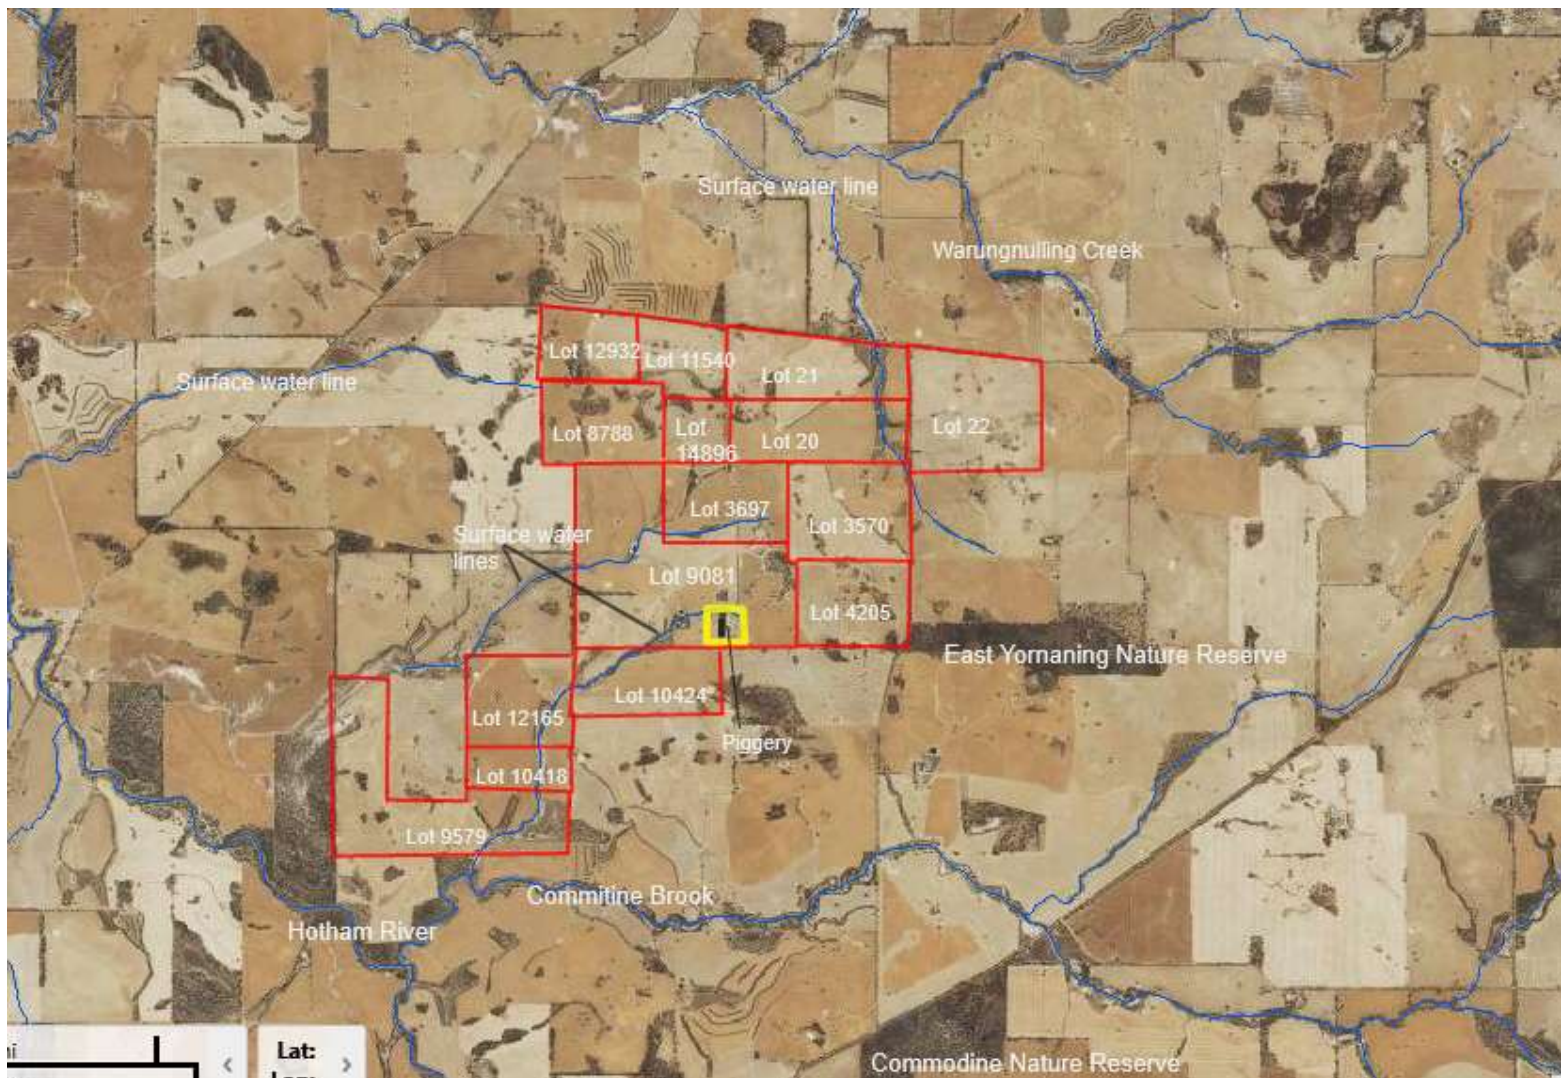 Surface water line
Warungnulling Creek
Lot 12932
Lot 11540
Lot 21
Surface water line
Lot 8788
Lot
14896
Lot 20
Lot 22
Lot 3697
Lot 3570
Surface water
lines
Lot 9081
Lot 4205
East Yornaning Nature Reserve
Lot 10424
Lot 12165
Piggery
Lot 10418
Lot 9579
Commitine Brook
Hotham River
Lat:
Commodine Nature Reserve